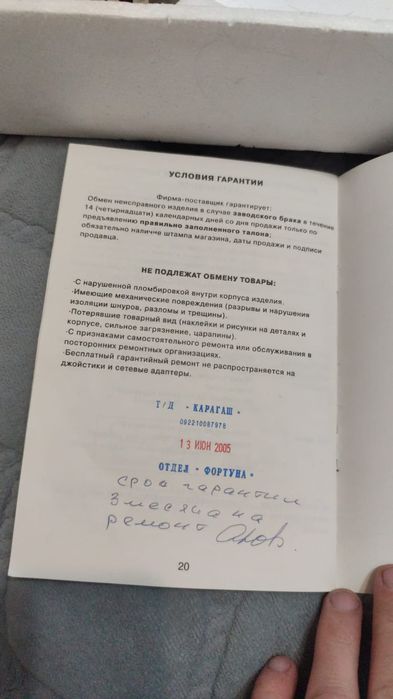 УСЛОВИЯ ГАРАНТИИ
Фирма-поставщик гарантирует:
Обмен неисправного изделия в случае заводского брака в течение
14 (четырнадцати) календарных дней со дня продажи только по
предъявлению правильно заполненного талона;
обязательно наличие штампа магазина, даты продажи и подписи
продавца.
НЕ ПОДЛЕЖАТ ОБМЕНУ ТОВАРЫ:
·С нарушенной пломбировкой внутри корпуса изделия.
·Имеющие механические повреждения (разрывы и нарушения
изоляции шнуров, разломы и трещины).
·Потерявшие товарный вид (наклейки и рисунки на деталях и
корпусе, сильное загрязнение, царапины).
·С признаками самостоятельного ремонта или обслуживания в
посторонних ремонтных организациях.
·Бесплатный гарантийный ремонт не распространяется на
джойстики и сетевые адаптеры.
Т/Д • КАРАГАШ •
092210087978
13 ИЮН 2005
ОТДЕЛ • ФОРТУНА •
срок гарантии
3 месяца на
ремонт
20